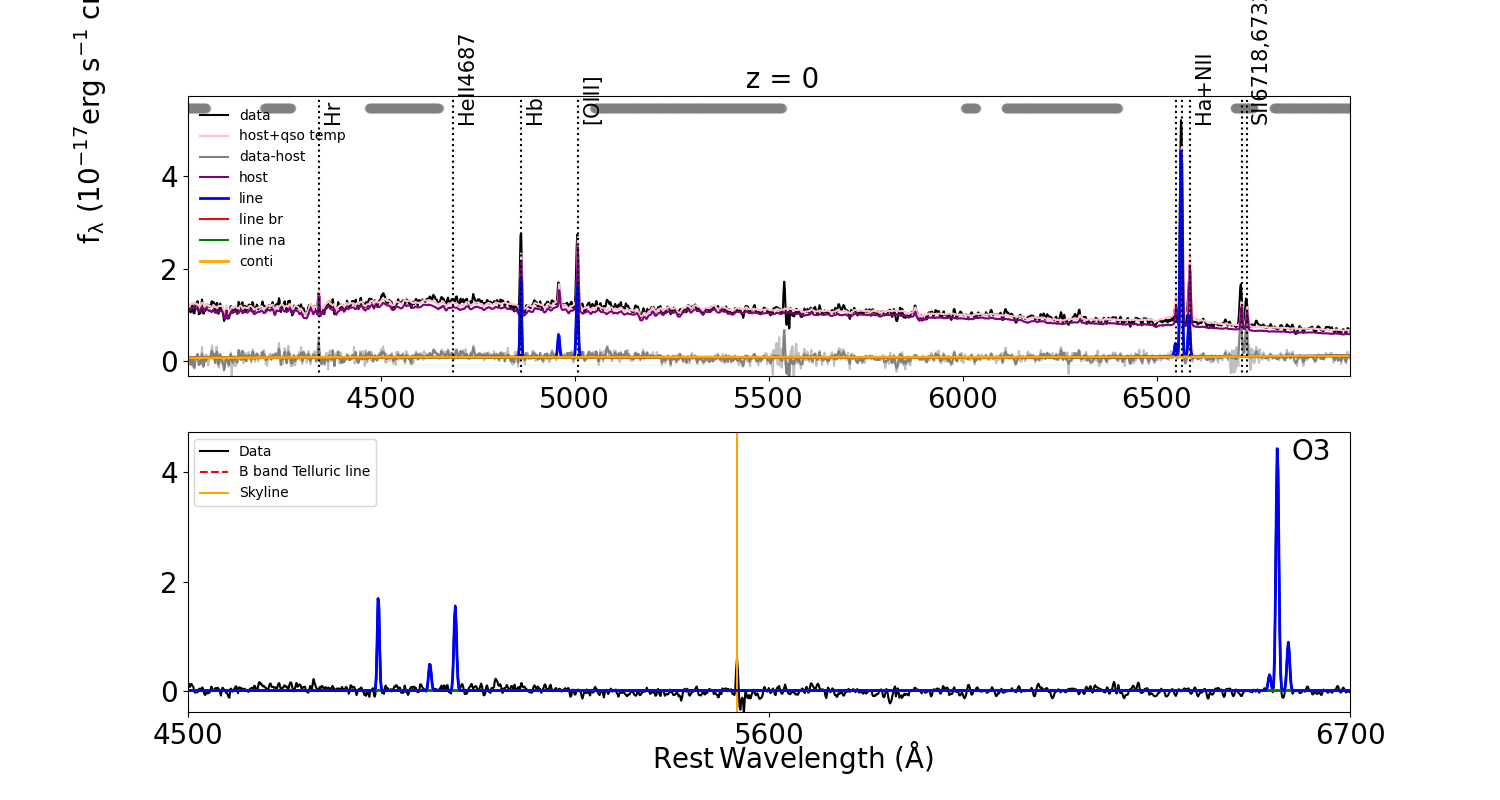 z = 0
f_λ (10^−17 erg s^−1
Hr
HeII4687
Hb
[OIII]
Ha+NII
SII6718,673
data
host+qso temp
data-host
host
line
line br
line na
conti
4
2
0
4500
5000
5500
6000
6500
Data
B band Telluric line
Skyline
O3
4
2
0
4500
5600
6700
Rest Wavelength (Å)